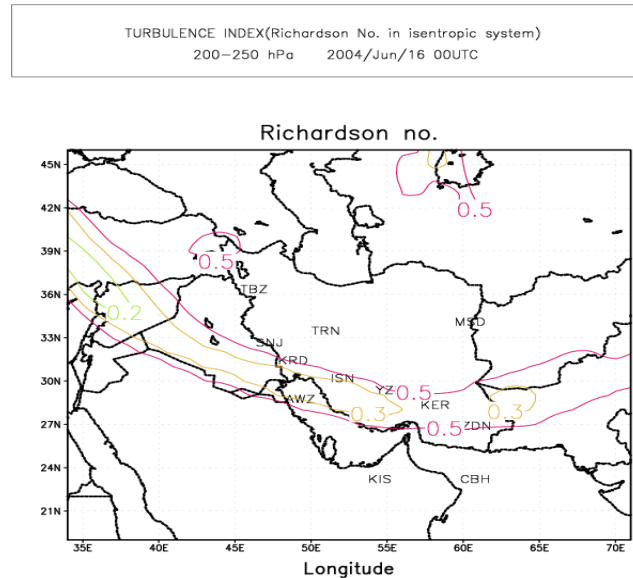 TURBULENCE INDEX(Richardson No. in isentropic system)
200-250 hPa 2004/Jun/16 00UTC
Richardson no.
45N
0.5
42N
39N
0.5
36N
TBZ
0.2
33N
TRN
MSD
SNJ
KRD
30N
ISN
YZ
0.5
AWZ
0.3
KER
0.3
27N
0.5
ZDN
24N
KIS
CBH
21N
35E 40E 45E 50E 55E 60E 65E 70E
Longitude